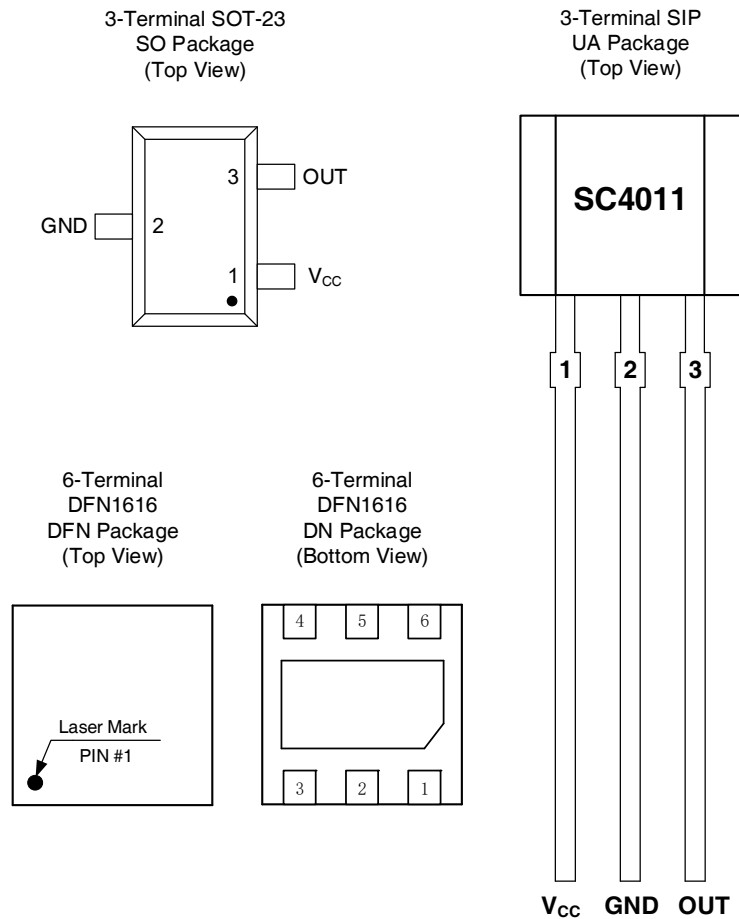 3-Terminal SOT-23
SO Package
(Top View)
3 OUT
GND 2
1 VCC
3-Terminal SIP
UA Package
(Top View)
SC4011
1 2 3
VCC GND OUT
6-Terminal
DFN1616
DFN Package
(Top View)
Laser Mark
PIN #1
6-Terminal
DFN1616
DN Package
(Bottom View)
4 5 6
3 2 1